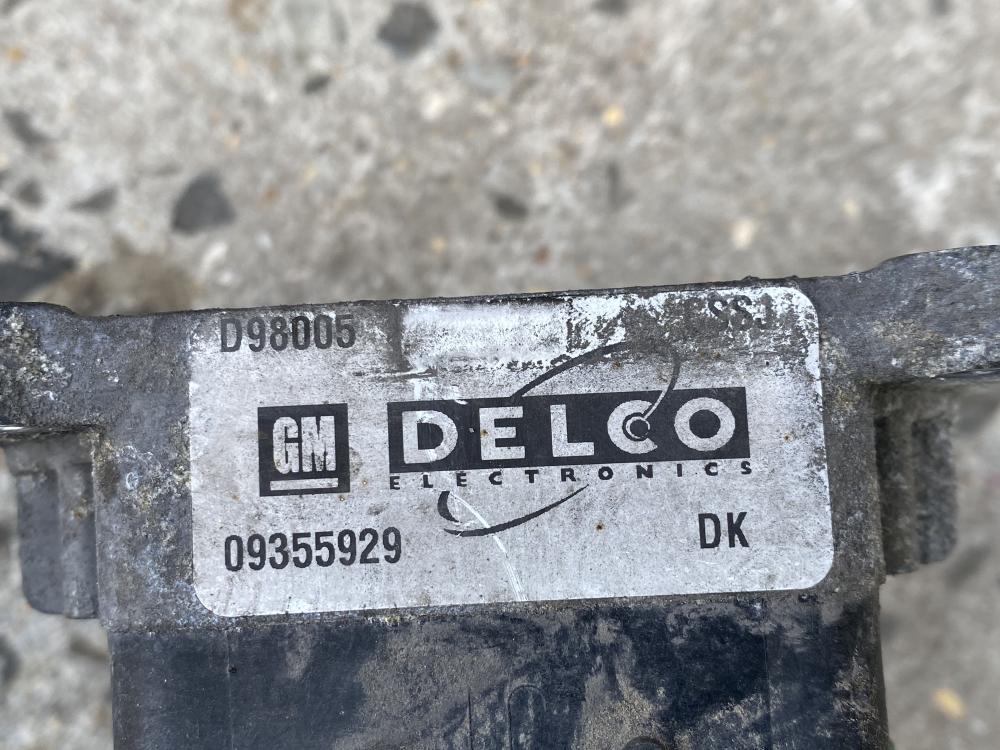 D98005
GM DELCO
ELECTRONICS
09355929 DK